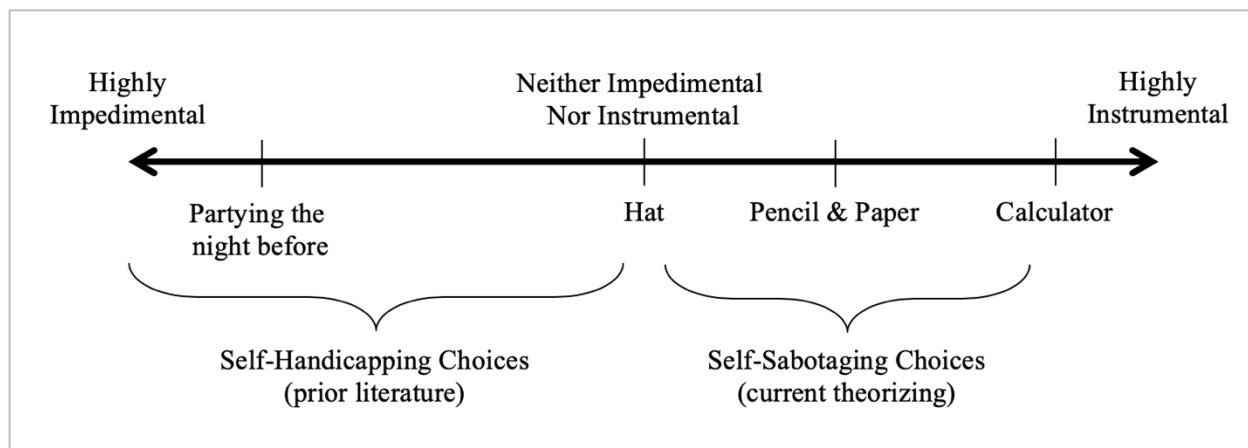 Highly
Impedimental
Neither Impedimental
Nor Instrumental
Highly
Instrumental
Partying the
night before
Hat
Pencil & Paper
Calculator
Self-Handicapping Choices
(prior literature)
Self-Sabotaging Choices
(current theorizing)